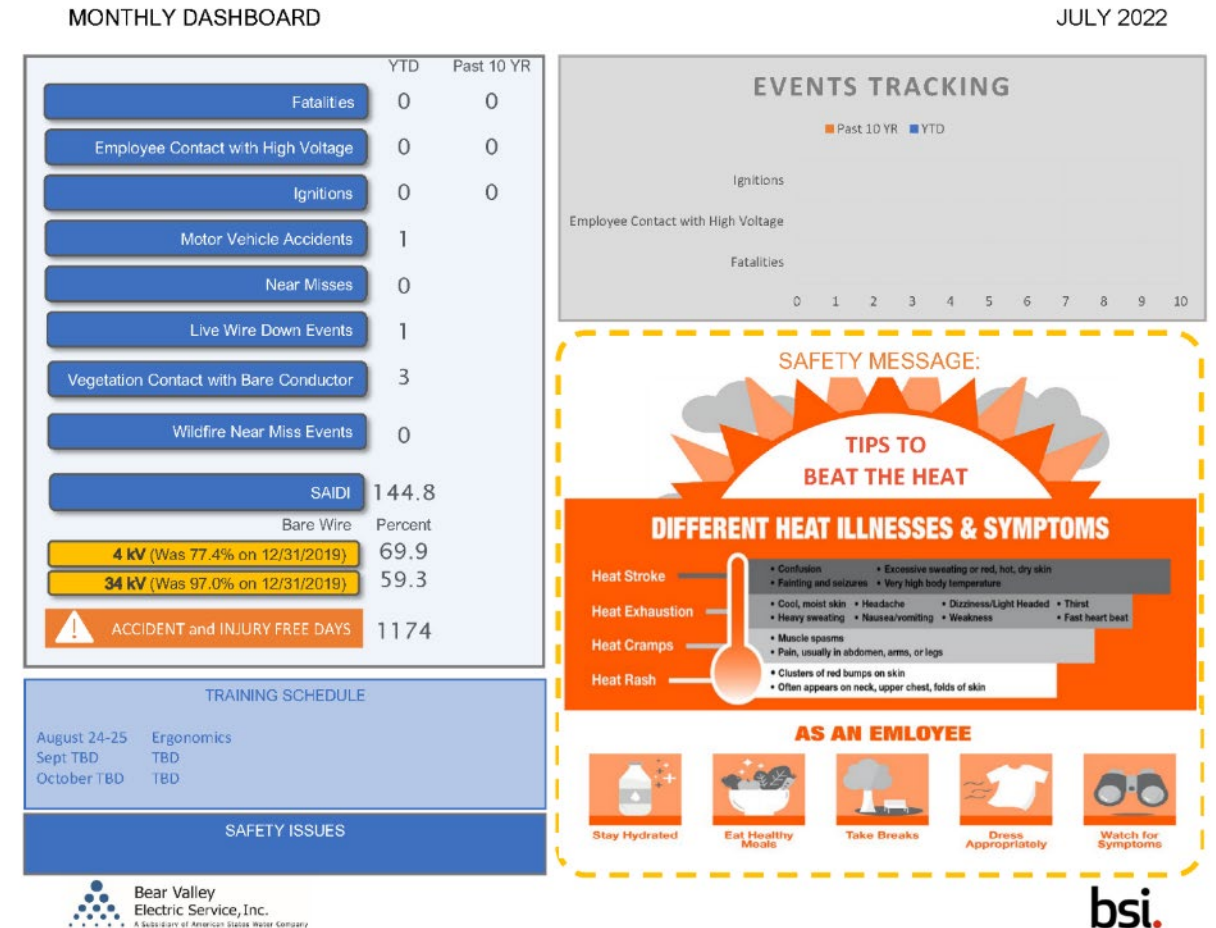 MONTHLY DASHBOARD
JULY 2022
YTD Past 10 YR
Fatalities 0 0
Employee Contact with High Voltage 0 0
Ignitions 0 0
Motor Vehicle Accidents 1
Near Misses 0
Live Wire Down Events 1
Vegetation Contact with Bare Conductor 3
Wildfire Near Miss Events 0
SAIDI 144.8
Bare Wire Percent
4 kV (Was 77.4% on 12/31/2019) 69.9
34 kV (Was 97.0% on 12/31/2019) 59.3
ACCIDENT and INJURY FREE DAYS 1174
TRAINING SCHEDULE
August 24-25 Ergonomics
Sept TBD TBD
October TBD TBD
SAFETY ISSUES
Bear Valley
Electric Service, Inc.
A Subsidiary of American States Water Company
EVENTS TRACKING
Past 10 YR YTD
Ignitions
Employee Contact with High Voltage
Fatalities
0 1 2 3 4 5 6 7 8 9 10
SAFETY MESSAGE:
TIPS TO
BEAT THE HEAT
DIFFERENT HEAT ILLNESSES & SYMPTOMS
Heat Stroke
• Confusion • Excessive sweating or red, hot, dry skin
• Fainting and seizures • Very high body temperature
Heat Exhaustion
• Cool, moist skin • Headache • Dizziness/Light Headed • Thirst
• Heavy sweating • Nausea/vomiting • Weakness • Fast heart beat
Heat Cramps
• Muscle spasms
• Pain, usually in abdomen, arms, or legs
Heat Rash
• Clusters of red bumps on skin
• Often appears on neck, upper chest, folds of skin
AS AN EMLOYEE
Stay Hydrated
Eat Healthy
Meals
Take Breaks
Dress
Appropriately
Watch for
Symptoms
bsi.